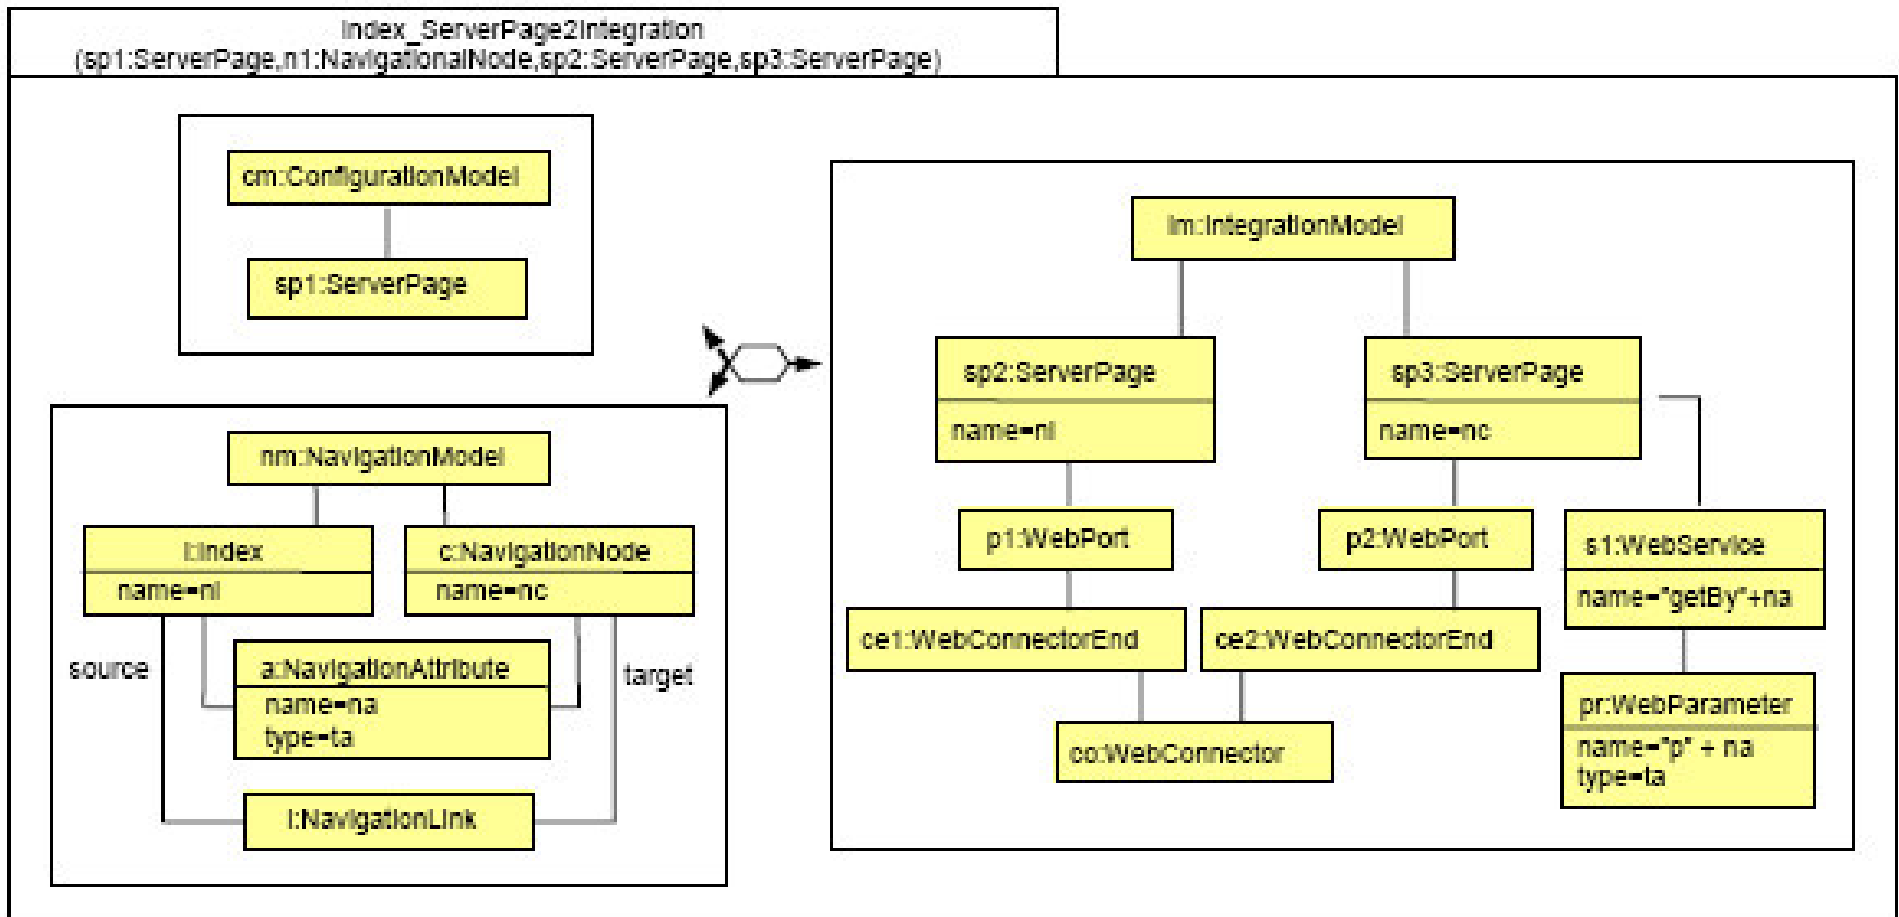 Index_ServerPage2Integration
(sp1:ServerPage,n1:NavigationalNode,sp2:ServerPage,sp3:ServerPage)
cm:ConfigurationModel
sp1:ServerPage
nm:NavigationModel
i:Index
name=ni
c:NavigationNode
name=nc
source
a:NavigationAttribute
name=na
type=ta
target
l:NavigationLink
im:IntegrationModel
sp2:ServerPage
name=ni
sp3:ServerPage
name=nc
p1:WebPort
p2:WebPort
s1:WebService
name="getBy"+na
ce1:WebConnectorEnd
ce2:WebConnectorEnd
pr:WebParameter
name="p" + na
type=ta
co:WebConnector